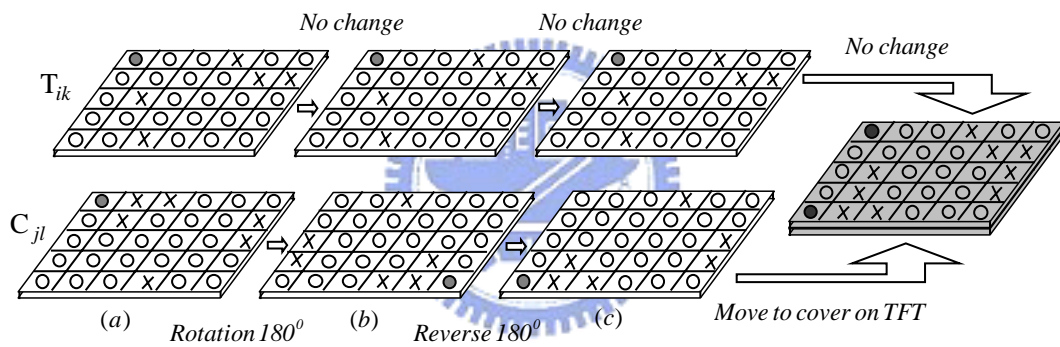 No change
No change
No change
T_ik
C_jl
(a)
(b)
(c)
Rotation 180⁰
Reverse 180⁰
Move to cover on TFT